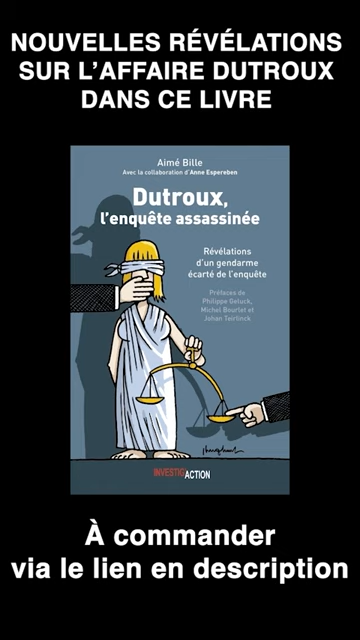 NOUVELLES RÉVÉLATIONS
SUR L'AFFAIRE DUTROUX
DANS CE LIVRE
Aimé Bille
Avec la collaboration d'Anne Espereben
Dutroux,
l'enquête assassinée
Révélations
d'un gendarme
écarté de l'enquête
Préfaces de
Philippe Geluck,
Michel Bourlet et
Johan Teirlinck
INVESTIG'ACTION
À commander
via le lien en description